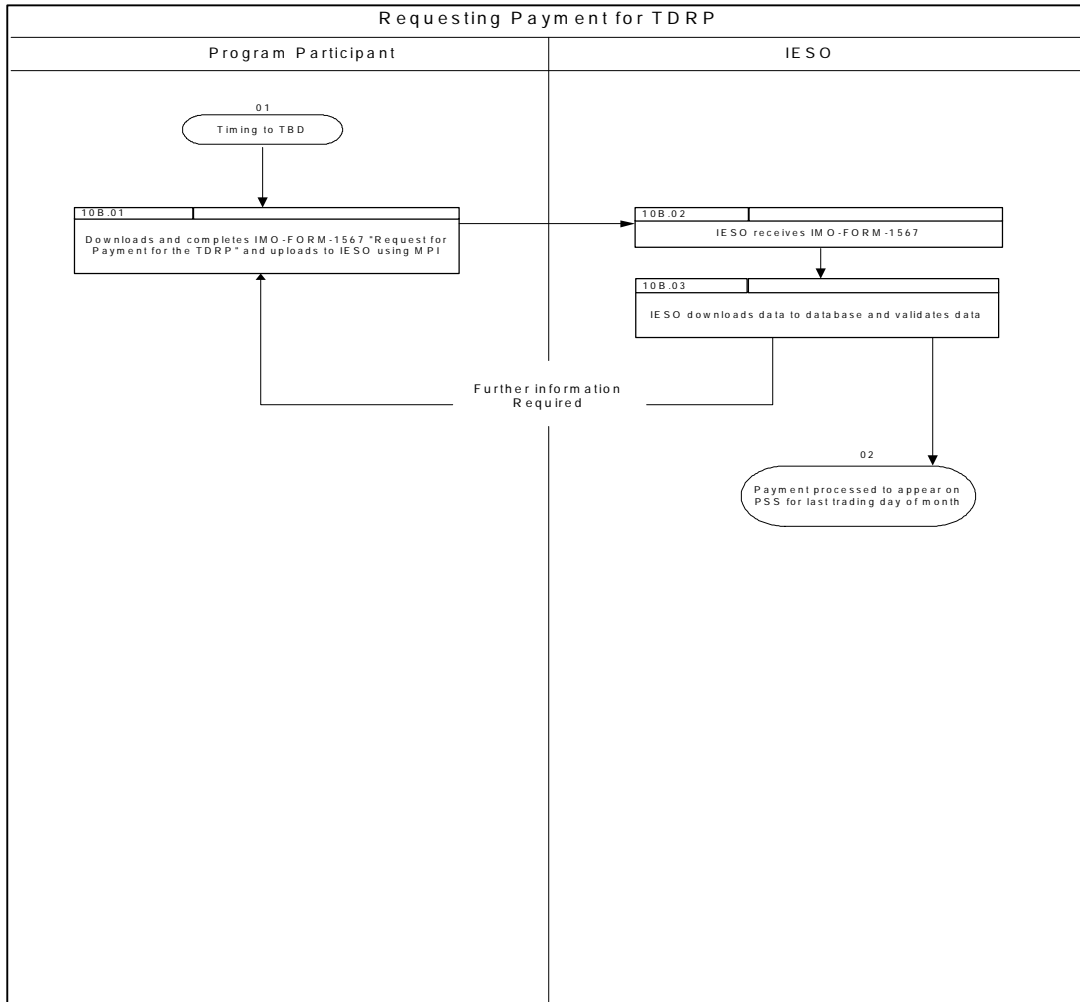 Requesting Payment for TDRP
Program Participant
IESO
01
Timing to TBD
10B.01
Downloads and completes IMO-FORM-1567 "Request for
Payment for the TDRP" and uploads to IESO using MPI
10B.02
IESO receives IMO-FORM-1567
10B.03
IESO downloads data to database and validates data
Further information
Required
02
Payment processed to appear on
PSS for last trading day of month